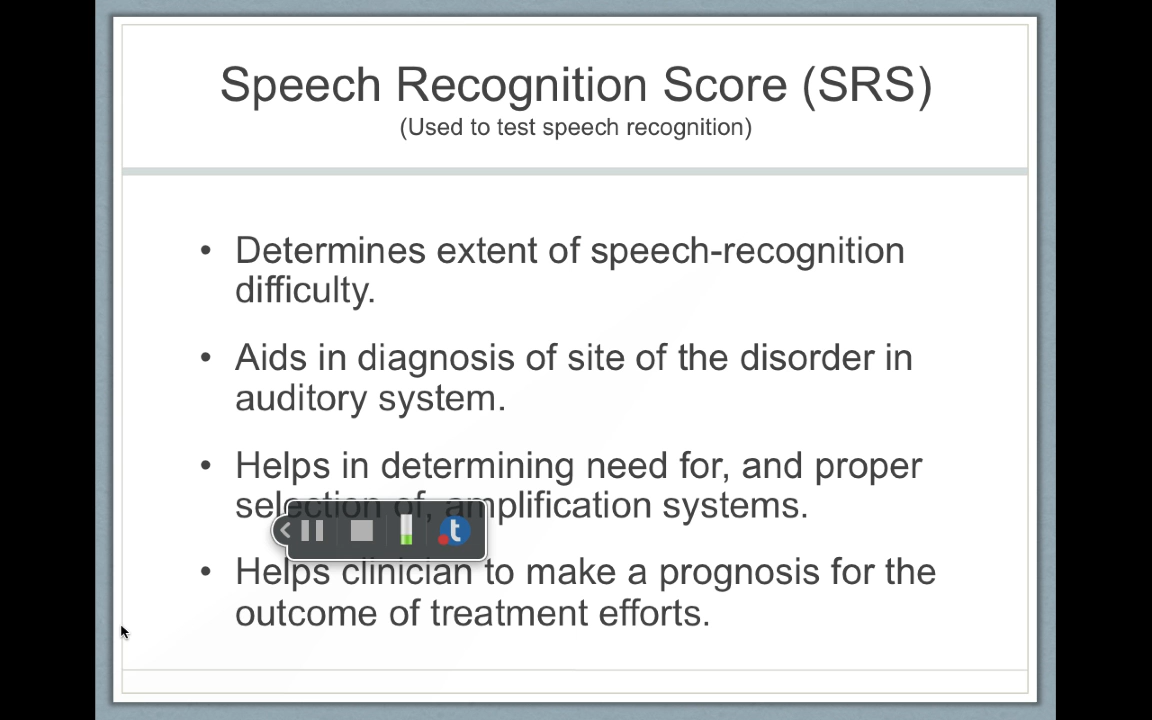 Speech Recognition Score (SRS)
(Used to test speech recognition)
• Determines extent of speech-recognition
difficulty.
• Aids in diagnosis of site of the disorder in
auditory system.
• Helps in determining need for, and proper
selection of, amplification systems.
• Helps clinician to make a prognosis for the
outcome of treatment efforts.
t